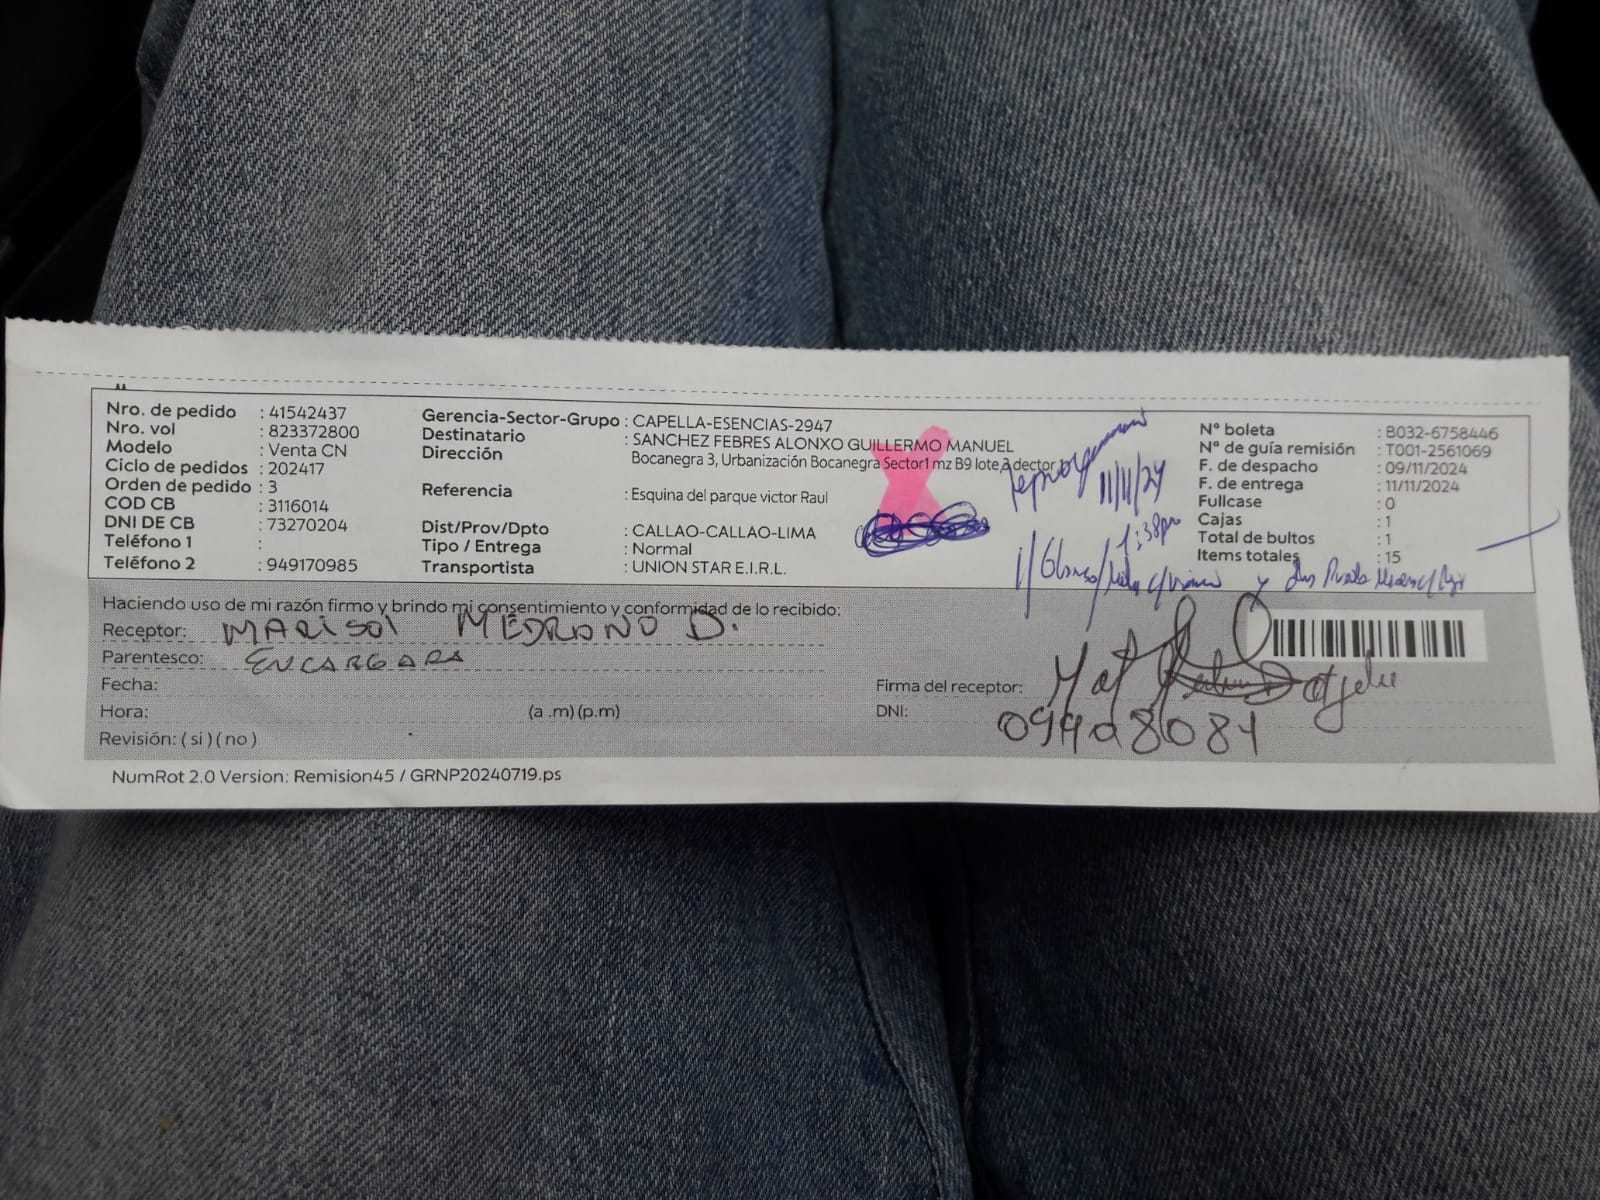 Nro. de pedido : 41542437
Nro. vol : 823372800
Modelo : Venta CN
Ciclo de pedidos : 202417
Orden de pedido : 3
COD CB : 3116014
DNI DE CB : 73270204
Teléfono 1 :
Teléfono 2 : 949170985
Gerencia-Sector-Grupo : CAPELLA-ESENCIAS-2947
Destinatario : SANCHEZ FEBRES ALONXO GUILLERMO MANUEL
Dirección Bocanegra 3, Urbanización Bocanegra Sector1 mz B9 lote 2 dector 1
Referencia : Esquina del parque victor Raul
Dist/Prov/Dpto : CALLAO-CALLAO-LIMA
Tipo / Entrega : Normal
Transportista : UNION STAR E.I.R.L.
11/11/24
1:38pm
N° boleta : B032-6758446
N° de guía remisión : T001-2561069
F. de despacho : 09/11/2024
F. de entrega : 11/11/2024
Fullcase : 0
Cajas : 1
Total de bultos : 1
Items totales : 15
Haciendo uso de mi razón firmo y brindo mi consentimiento y conformidad de lo recibido:
Receptor: MARISOl MEDRANO D.
Parentesco: ENCARGADA
Fecha:
Hora: (a .m) (p.m)
Revisión: ( si ) ( no )
Firma del receptor:
DNI:
NumRot 2.0 Version: Remision45 / GRNP20240719.ps